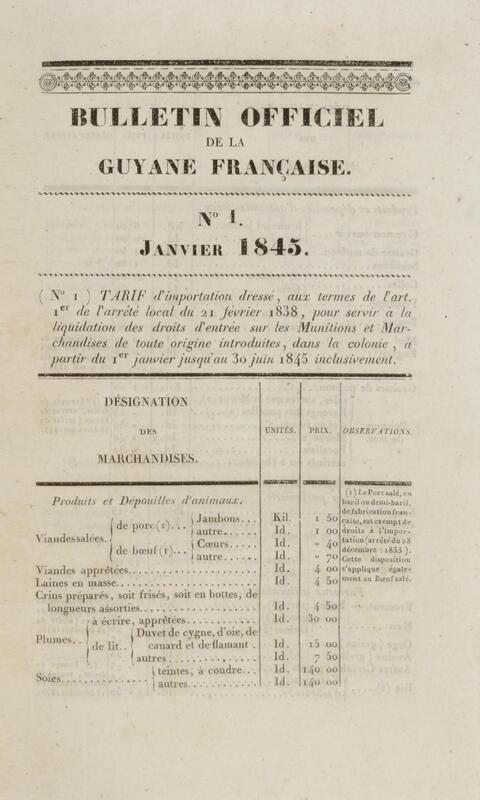 BULLETIN OFFICIEL
DE LA
GUYANE FRANÇAISE.
N° 1.
JANVIER 1845.
( N° 1 ) TARIF d'importation dressé, aux termes de l'art.
1er de l'arrêté local du 21 février 1838, pour servir à la
liquidation des droits d'entrée sur les Munitions et Mar-
chandises de toute origine introduites, dans la colonie, à
partir du 1er janvier jusqu'au 30 juin 1845 inclusivement.
DÉSIGNATION
DES
MARCHANDISES.
UNITÉS.
PRIX.
OBSERVATIONS.
Produits et Dépouilles d'animaux.
Viandes salées.. de porc(1)... Jambons... Kil. 1 50
autre..... Id. 1 00
de bœuf(1)... Cœurs..... Id. " 40
autre..... Id. " 70
Viandes apprêtées................ Id. 4 00
Laines en masse.................. Id. 4 50
Crins préparés, soit frisés, soit en bottes, de
longueurs assorties............. Id. 4 50
Plumes.. à écrire, apprêtées.......... Id. 30 00
de lit.. Duvet de cygne, d'oie, de
canard et de flamant . Id. 15 00
autres............. Id. 7 50
Soies............... teintes, à coudre... Id. 140 00
autres............ Id. 140 00
(1) Le Porc salé, en
baril ou demi-baril,
de fabrication fran-
çaise, est exempt de
droits à l'impor-
tation (arrêté du 28
décembre 1833 ).
Cette disposition
s'applique égale-
ment au Bœuf salé.